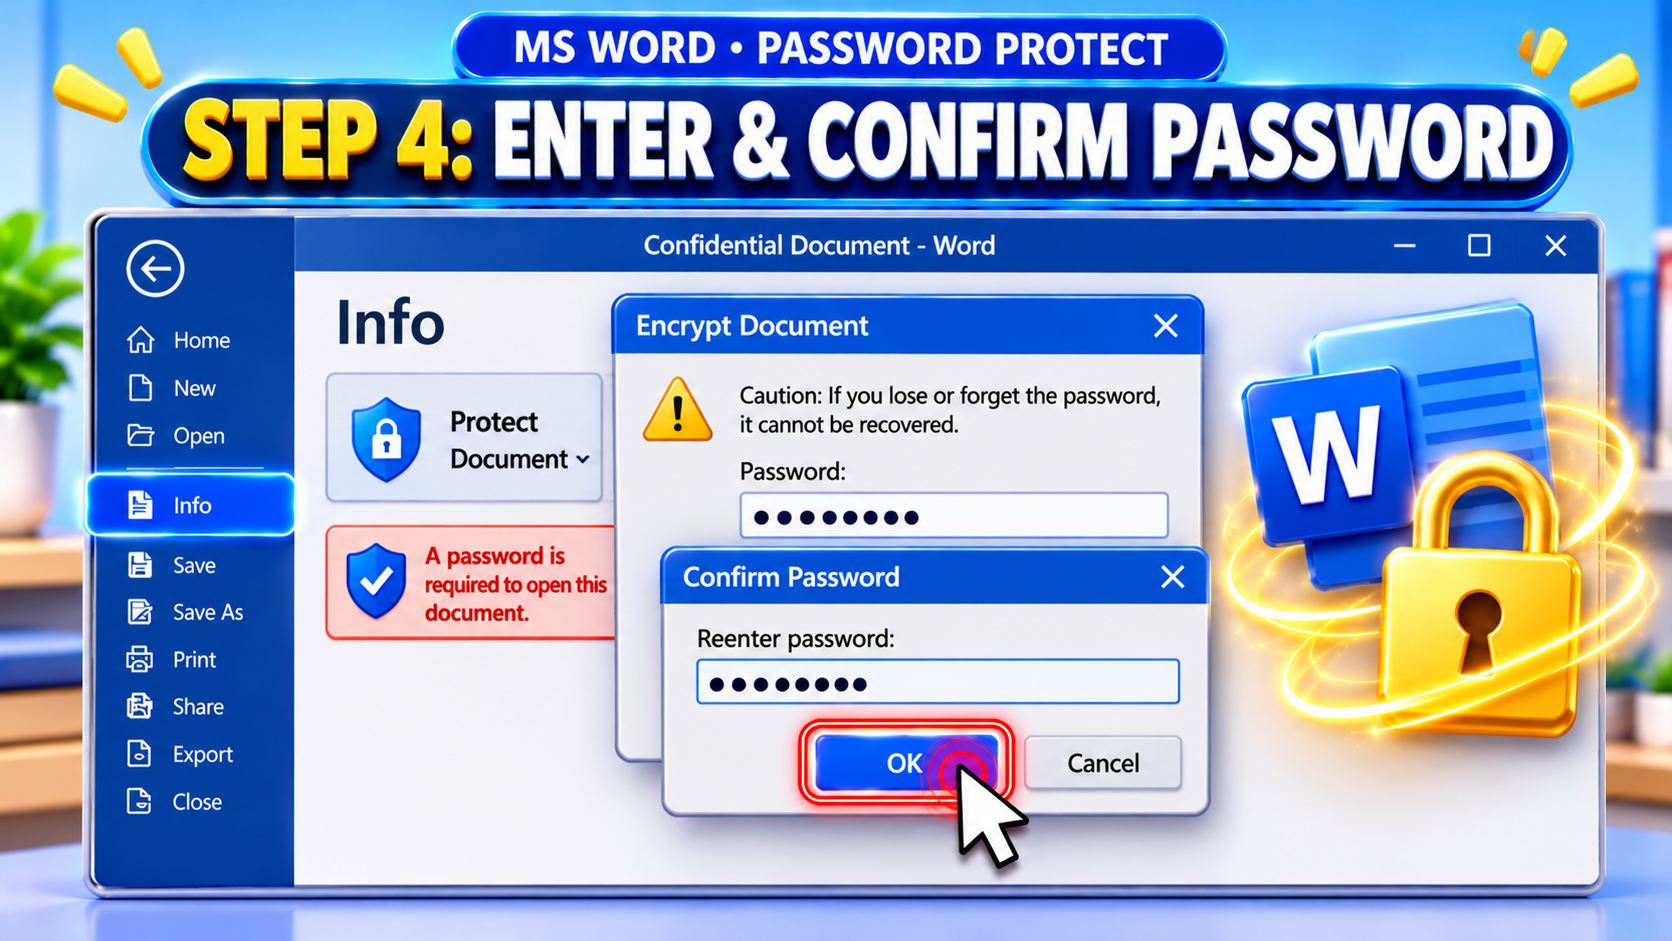 MS WORD • PASSWORD PROTECT
STEP 4: ENTER & CONFIRM PASSWORD
Confidential Document - Word
Home
New
Open
Info
Save
Save As
Print
Share
Export
Close
Info
Protect
Document
A password is
required to open this
document.
Encrypt Document
Caution: If you lose or forget the password,
it cannot be recovered.
Password:
●●●●●●●●
Confirm Password
Reenter password:
●●●●●●●●
OK
Cancel
W